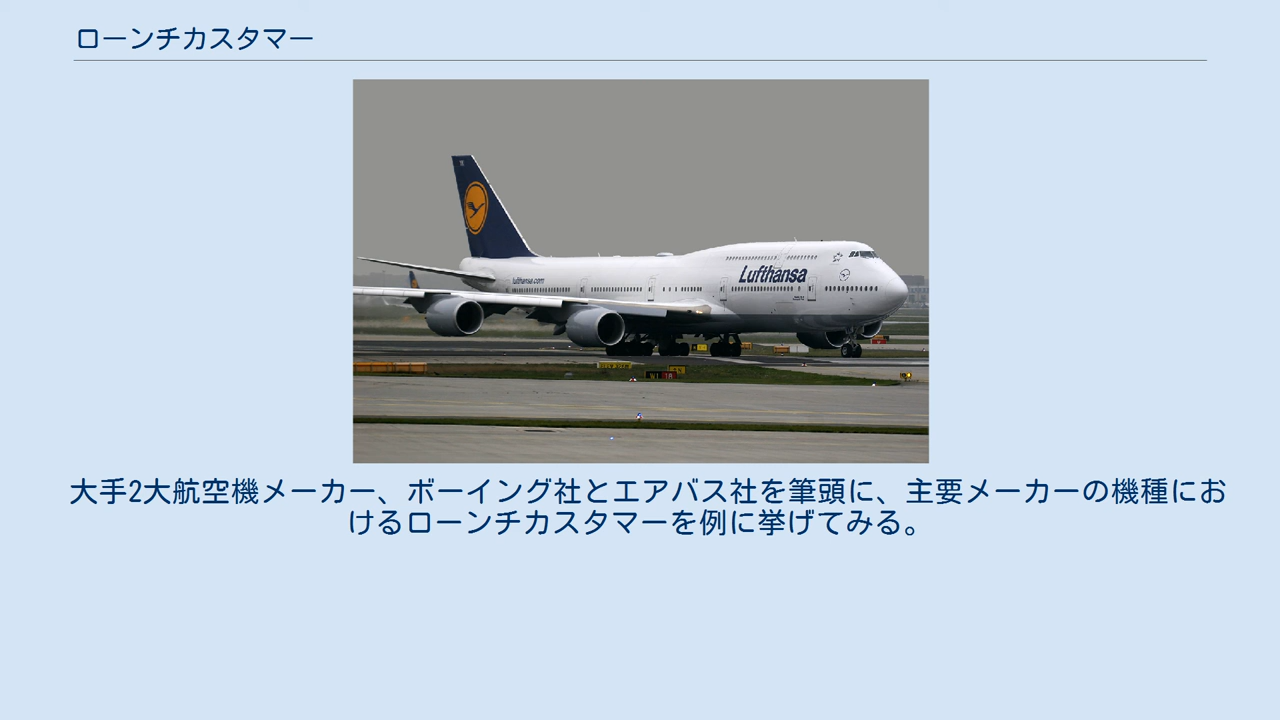 ローンチカスタマー
Lufthansa
lufthansa.com
大手2大航空機メーカー、ボーイング社とエアバス社を筆頭に、主要メーカーの機種にお
けるローンチカスタマーを例に挙げてみる。